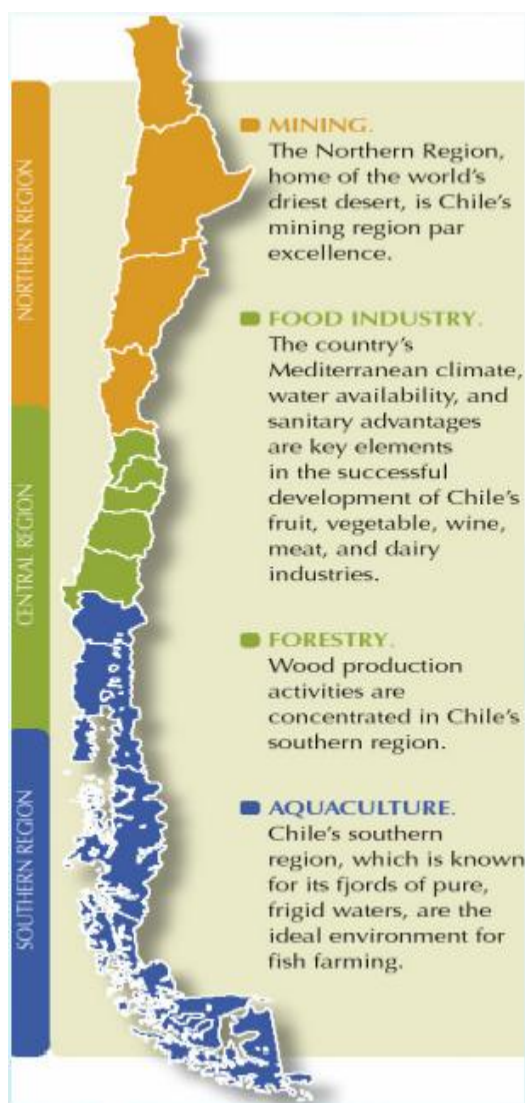 NORTHERN REGION
CENTRAL REGION
SOUTHERN REGION
MINING.
The Northern Region,
home of the world's
driest desert, is Chile's
mining region par
excellence.
FOOD INDUSTRY.
The country's
Mediterranean climate,
water availability, and
sanitary advantages
are key elements
in the successful
development of Chile's
fruit, vegetable, wine,
meat, and dairy
industries.
FORESTRY.
Wood production
activities are
concentrated in Chile's
southern region.
AQUACULTURE.
Chile's southern
region, which is known
for its fjords of pure,
frigid waters, are the
ideal environment for
fish farming.